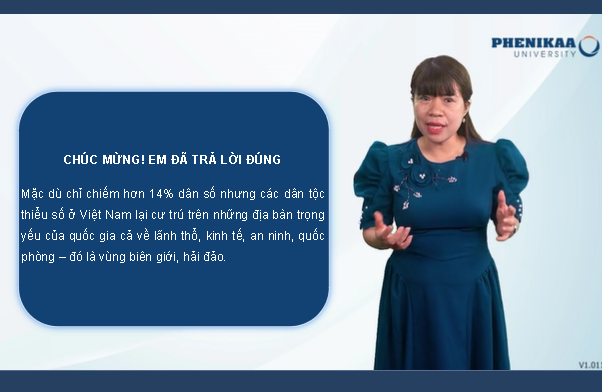 PHENIKAA
UNIVERSITY
CHÚC MỪNG! EM ĐÃ TRẢ LỜI ĐÚNG
Mặc dù chỉ chiếm hơn 14% dân số nhưng các dân tộc
thiểu số ở Việt Nam lại cư trú trên những địa bàn trọng
yếu của quốc gia cả về lãnh thổ, kinh tế, an ninh, quốc
phòng – đó là vùng biên giới, hải đảo.